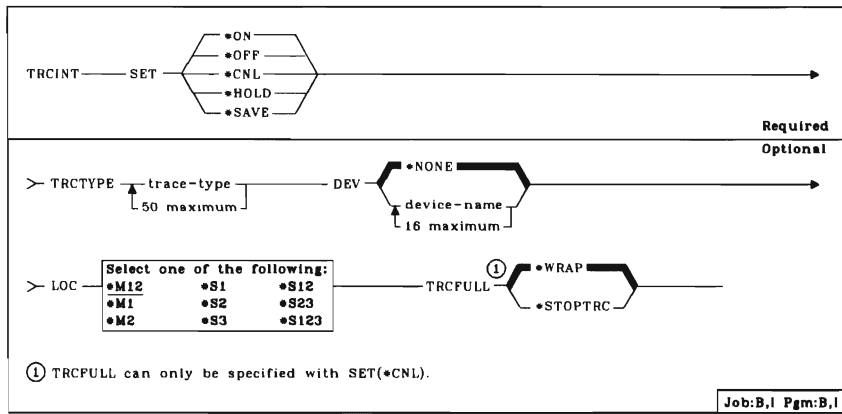 *ON
*OFF
TRCINT SET *CNL
*HOLD
*SAVE
Required
Optional
TRCTYPE trace-type DEV *NONE
50 maximum device-name
16 maximum
Select one of the following:
LOC *M12 *S1 *S12 TRCFULL ① *WRAP
*M1 *S2 *S23 *STOPTRC
*M2 *S3 *S123
① TRCFULL can only be specified with SET(*CNL).
Job:B,I Pgm:B,I